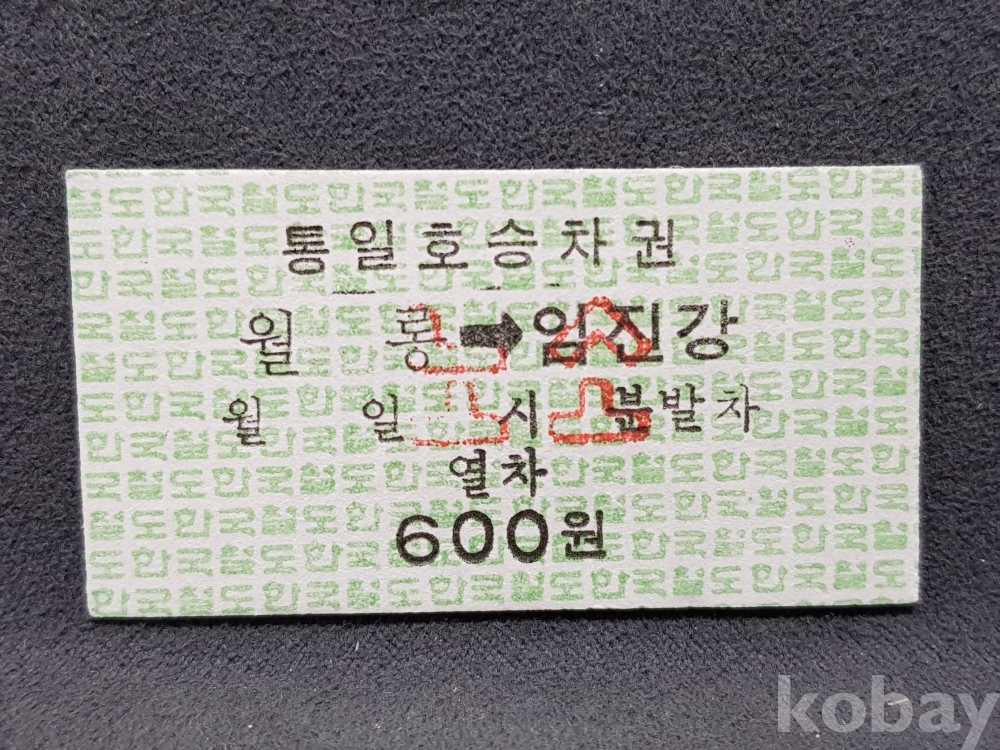 통일호승차권
월 롱 ➡ 임진강
월 일 시 분발차
열차
600원
kobay